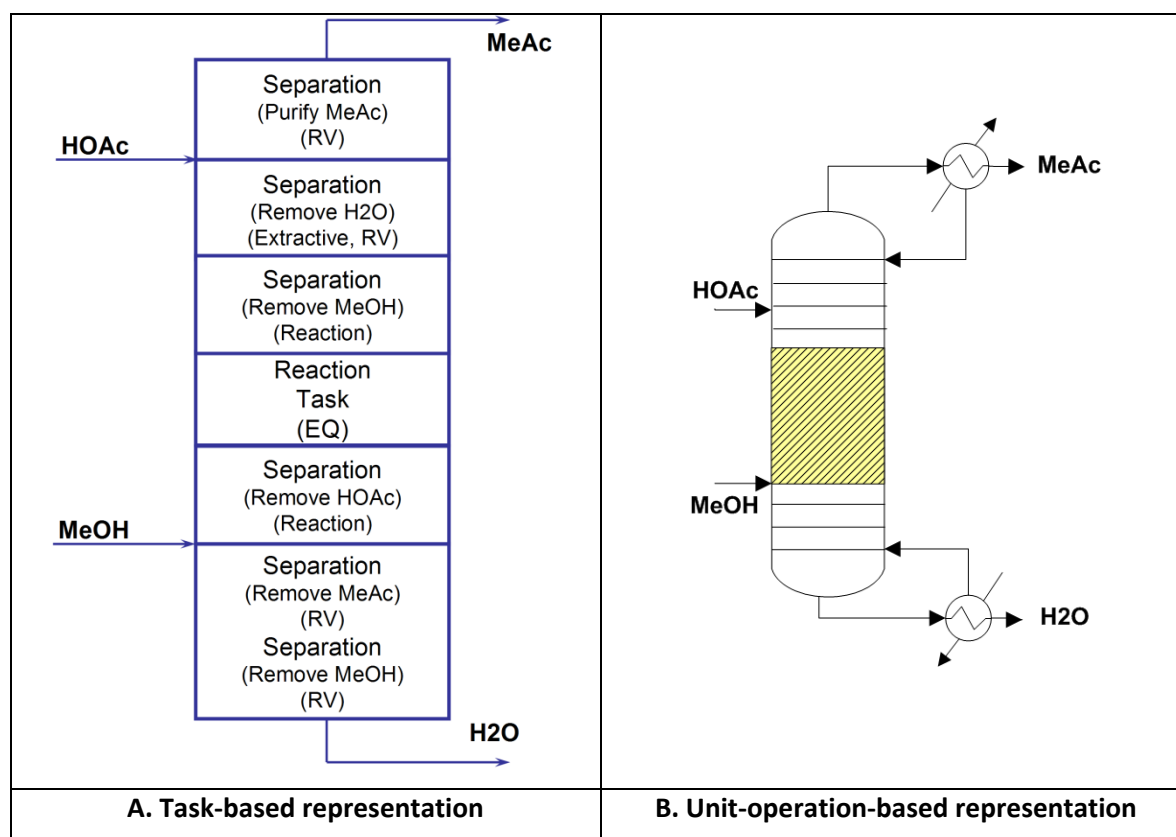 MeAc
Separation
(Purify MeAc)
(RV)
HOAc
Separation
(Remove H2O)
(Extractive, RV)
Separation
(Remove MeOH)
(Reaction)
Reaction
Task
(EQ)
Separation
(Remove HOAc)
(Reaction)
MeOH
Separation
(Remove MeAc)
(RV)
Separation
(Remove MeOH)
(RV)
H2O
A. Task-based representation
MeAc
HOAc
MeOH
H2O
B. Unit-operation-based representation